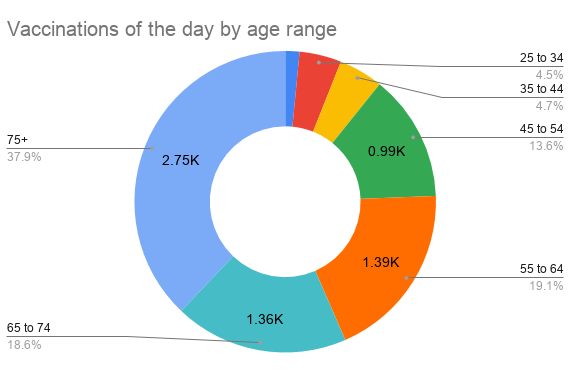 Vaccinations of the day by age range
25 to 34
4.5%
35 to 44
4.7%
45 to 54
13.6%
0.99K
75+
37.9%
2.75K
1.39K
55 to 64
19.1%
1.36K
65 to 74
18.6%